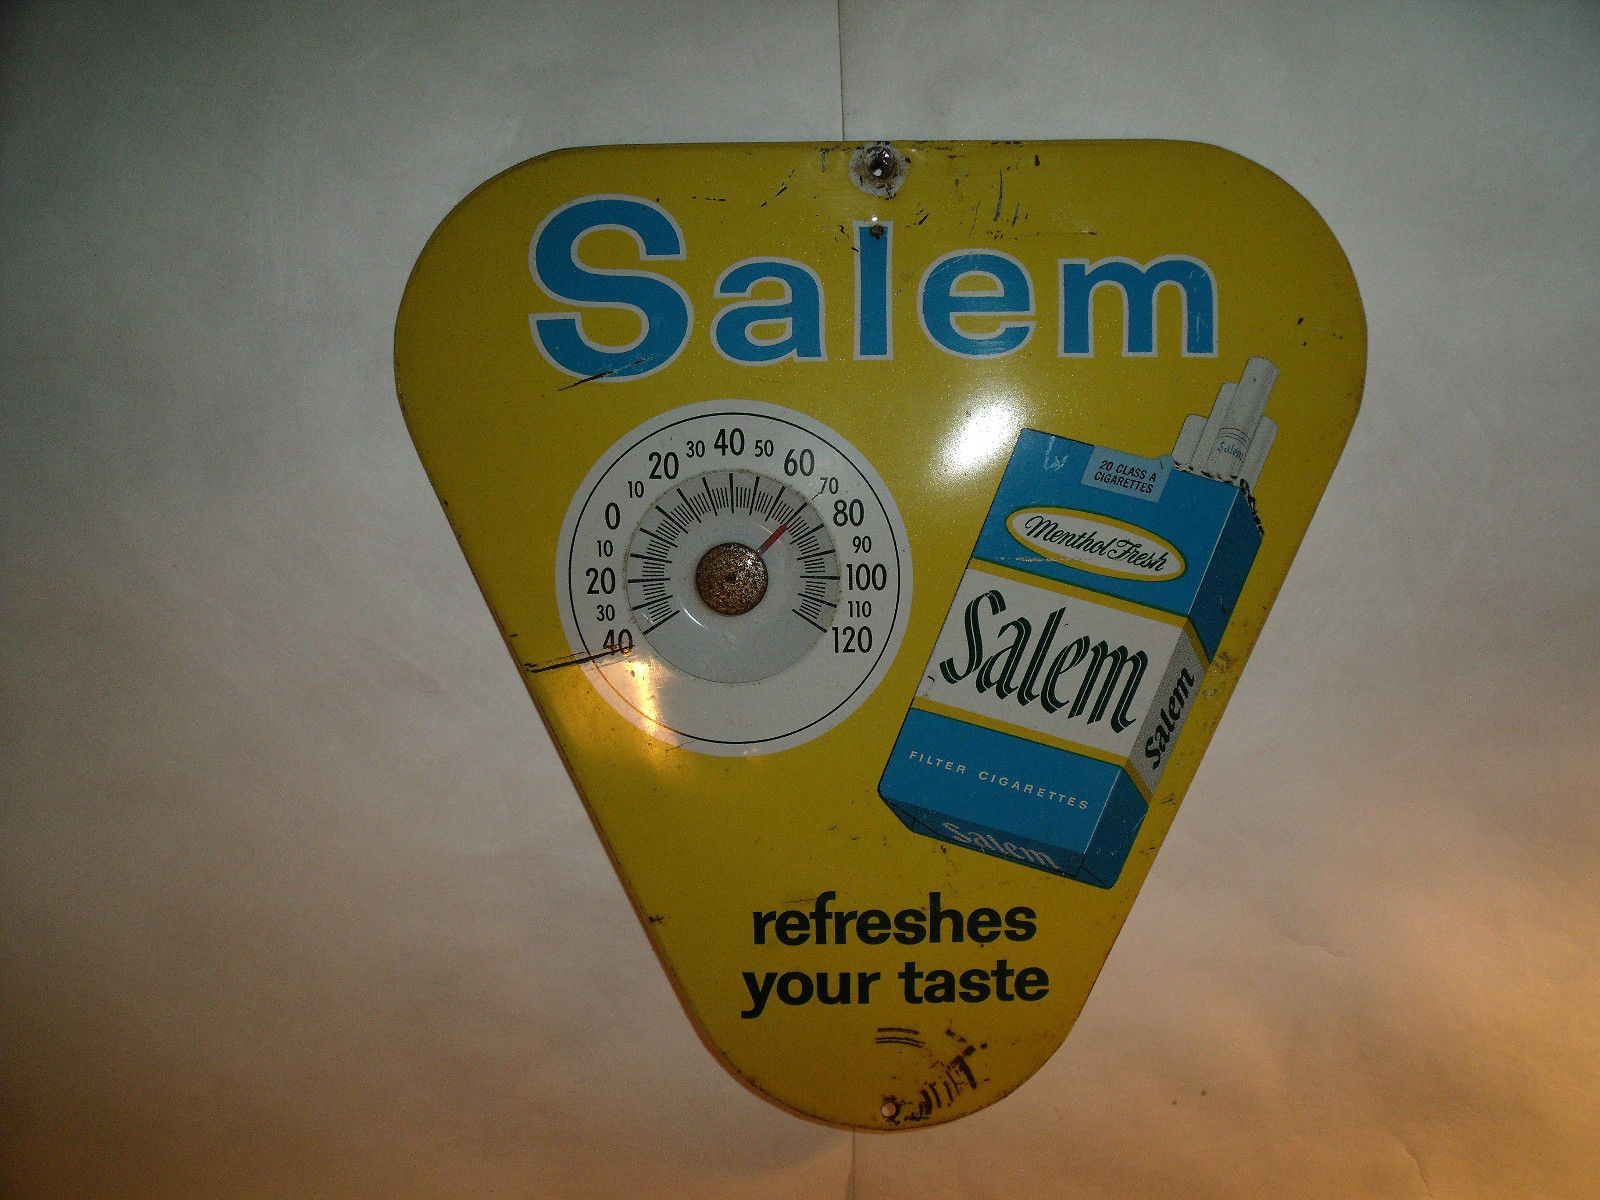 Salem
40
30
20
10
0
10
20
30
40
50
60
70
80
90
100
110
120
Salem
20 CLASS A
CIGARETTES
Menthol Fresh
Salem
Salem
FILTER CIGARETTES
Salem
refreshes
your taste